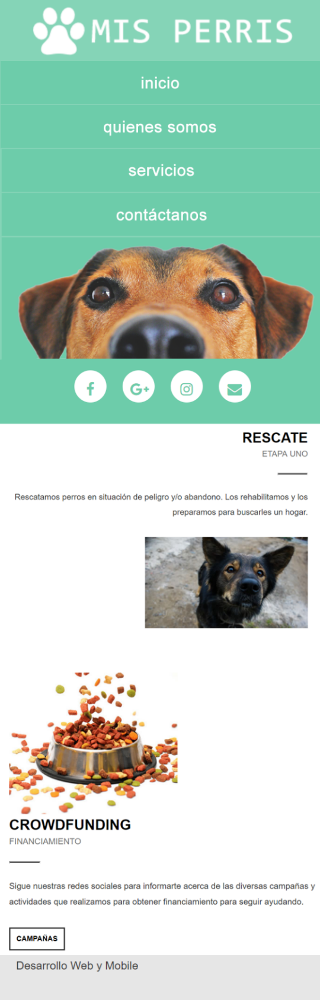 MIS PERRIS
inicio
quienes somos
servicios
contáctanos
G+
RESCATE
ETAPA UNO
Rescatamos perros en situación de peligro y/o abandono. Los rehabilitamos y los
preparamos para buscarles un hogar.
CROWDFUNDING
FINANCIAMIENTO
Sigue nuestras redes sociales para informarte acerca de las diversas campañas y
actividades que realizamos para obtener financiamiento para seguir ayudando.
CAMPAÑAS
Desarrollo Web y Mobile